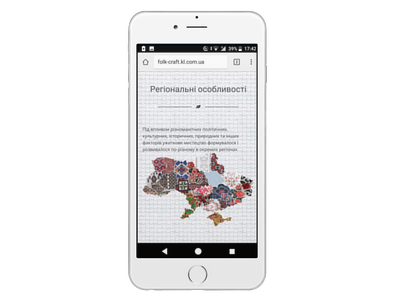 39% 17:42
folk-craft.kl.com.ua
Регіональні особливості
Під впливом різноманітних політичних,
культурних, історичних, природних та інших
факторів ужиткове мистецтво формувалося і
розвивалося по-різному в окремих регіонах.